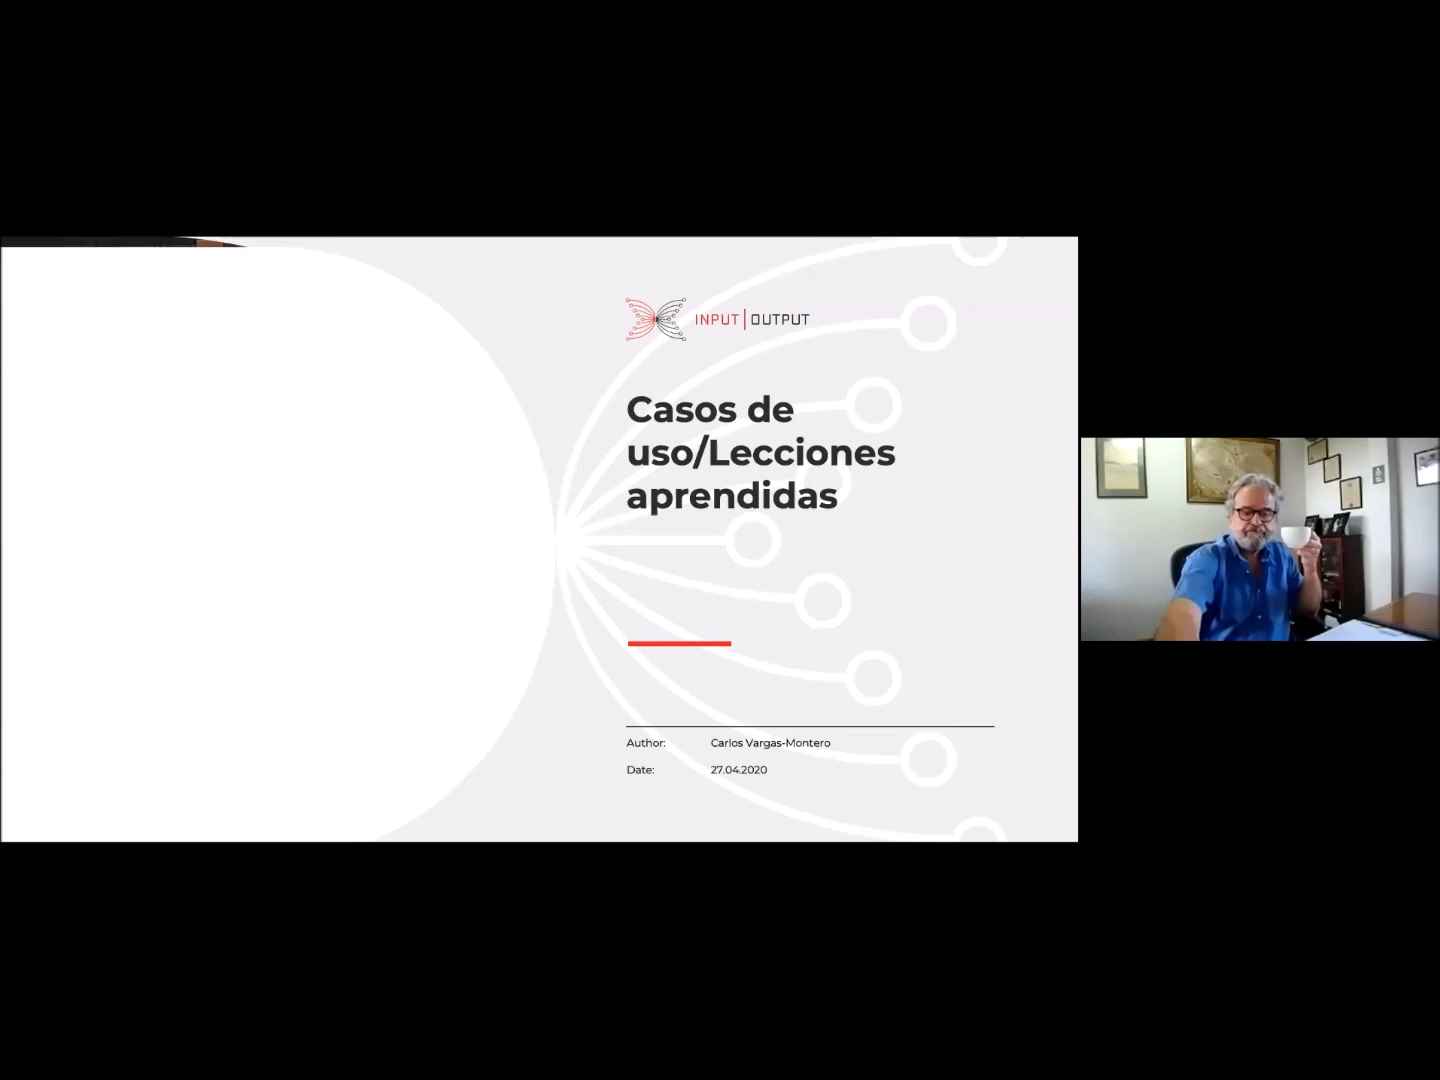 INPUT|OUTPUT
Casos de
uso/Lecciones
aprendidas
Author: Carlos Vargas-Montero
Date: 27.04.2020